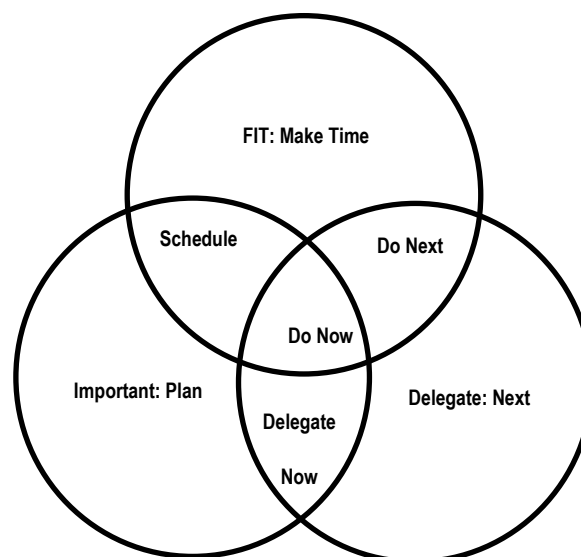 FIT: Make Time
Schedule
Do Next
Do Now
Important: Plan
Delegate: Next
Delegate
Now